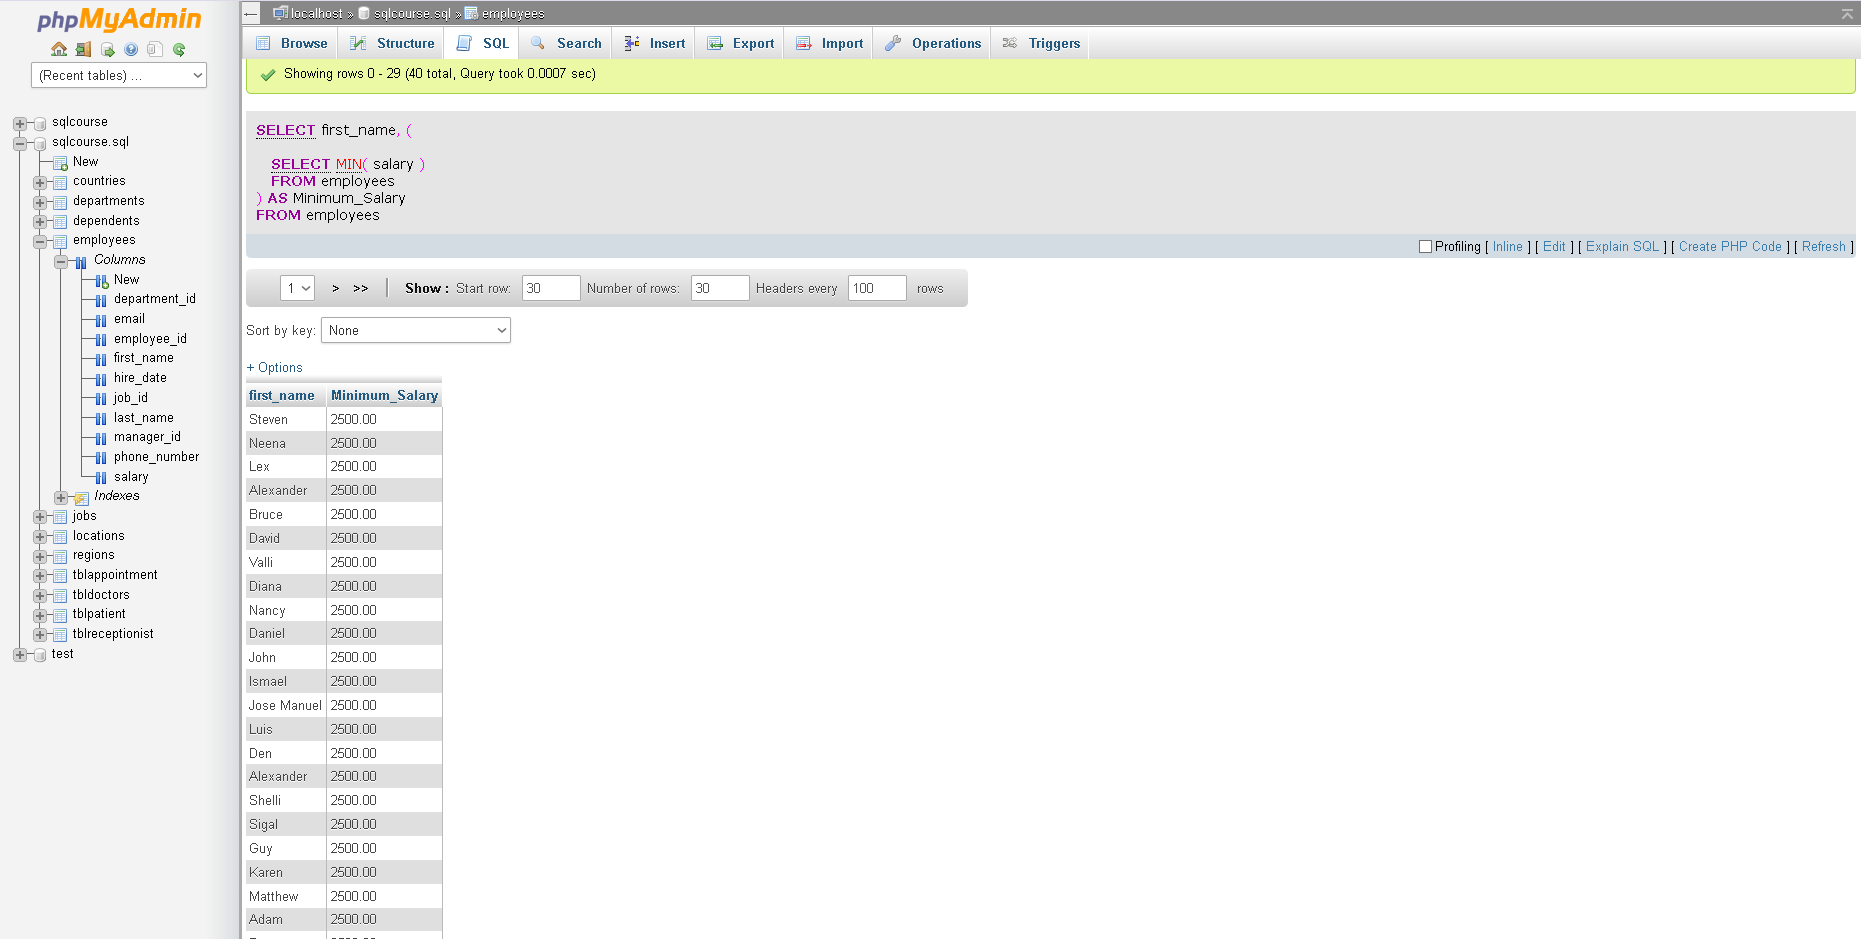 phpMyAdmin
(Recent tables) ...
sqlcourse
sqlcourse.sql
New
countries
departments
dependents
employees
Columns
New
department_id
email
employee_id
first_name
hire_date
job_id
last_name
manager_id
phone_number
salary
Indexes
jobs
locations
regions
tblappointment
tbldoctors
tblpatient
tblreceptionist
test
localhost » sqlcourse.sql » employees
Browse Structure SQL Search Insert Export Import Operations Triggers
Showing rows 0 - 29 (40 total, Query took 0.0007 sec)
SELECT first_name, (
SELECT MIN( salary )
FROM employees
) AS Minimum_Salary
FROM employees
Profiling [ Inline ] [ Edit ] [ Explain SQL ] [ Create PHP Code ] [ Refresh ]
1 > >> Show : Start row: 30 Number of rows: 30 Headers every 100 rows
Sort by key: None
+ Options
first_name Minimum_Salary
Steven 2500.00
Neena 2500.00
Lex 2500.00
Alexander 2500.00
Bruce 2500.00
David 2500.00
Valli 2500.00
Diana 2500.00
Nancy 2500.00
Daniel 2500.00
John 2500.00
Ismael 2500.00
Jose Manuel 2500.00
Luis 2500.00
Den 2500.00
Alexander 2500.00
Shelli 2500.00
Sigal 2500.00
Guy 2500.00
Karen 2500.00
Matthew 2500.00
Adam 2500.00